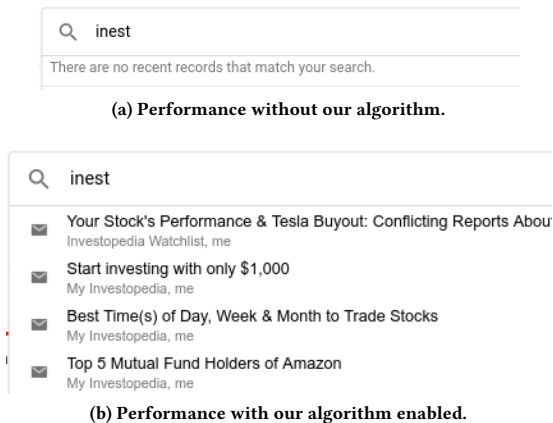 inest
There are no recent records that match your search.
(a) Performance without our algorithm.
inest
Your Stock's Performance & Tesla Buyout: Conflicting Reports About
Investopedia Watchlist, me
Start investing with only $1,000
My Investopedia, me
Best Time(s) of Day, Week & Month to Trade Stocks
My Investopedia, me
Top 5 Mutual Fund Holders of Amazon
My Investopedia, me
(b) Performance with our algorithm enabled.